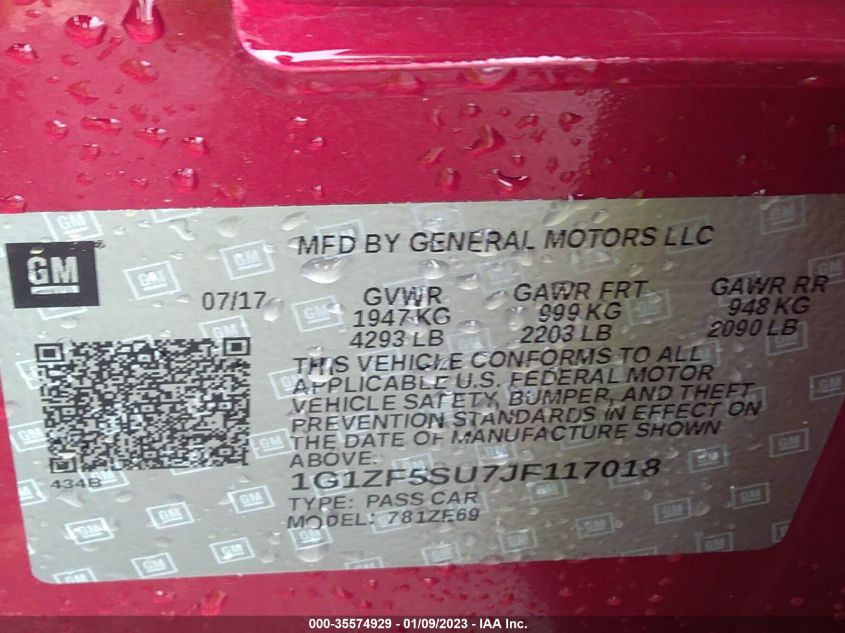 GM
MFD BY GENERAL MOTORS LLC
07/17
GVWR GAWR FRT GAWR RR
1947 KG 999 KG 948 KG
4293 LB 2203 LB 2090 LB
THIS VEHICLE CONFORMS TO ALL
APPLICABLE U.S. FEDERAL MOTOR
VEHICLE SAFETY, BUMPER, AND THEFT
PREVENTION STANDARDS IN EFFECT ON
THE DATE OF MANUFACTURE SHOWN
ABOVE.
434B
1G1ZF5SU7JF117018
TYPE: PASS CAR
MODEL: 781ZF69
000-35574929 - 01/09/2023 - IAA Inc.